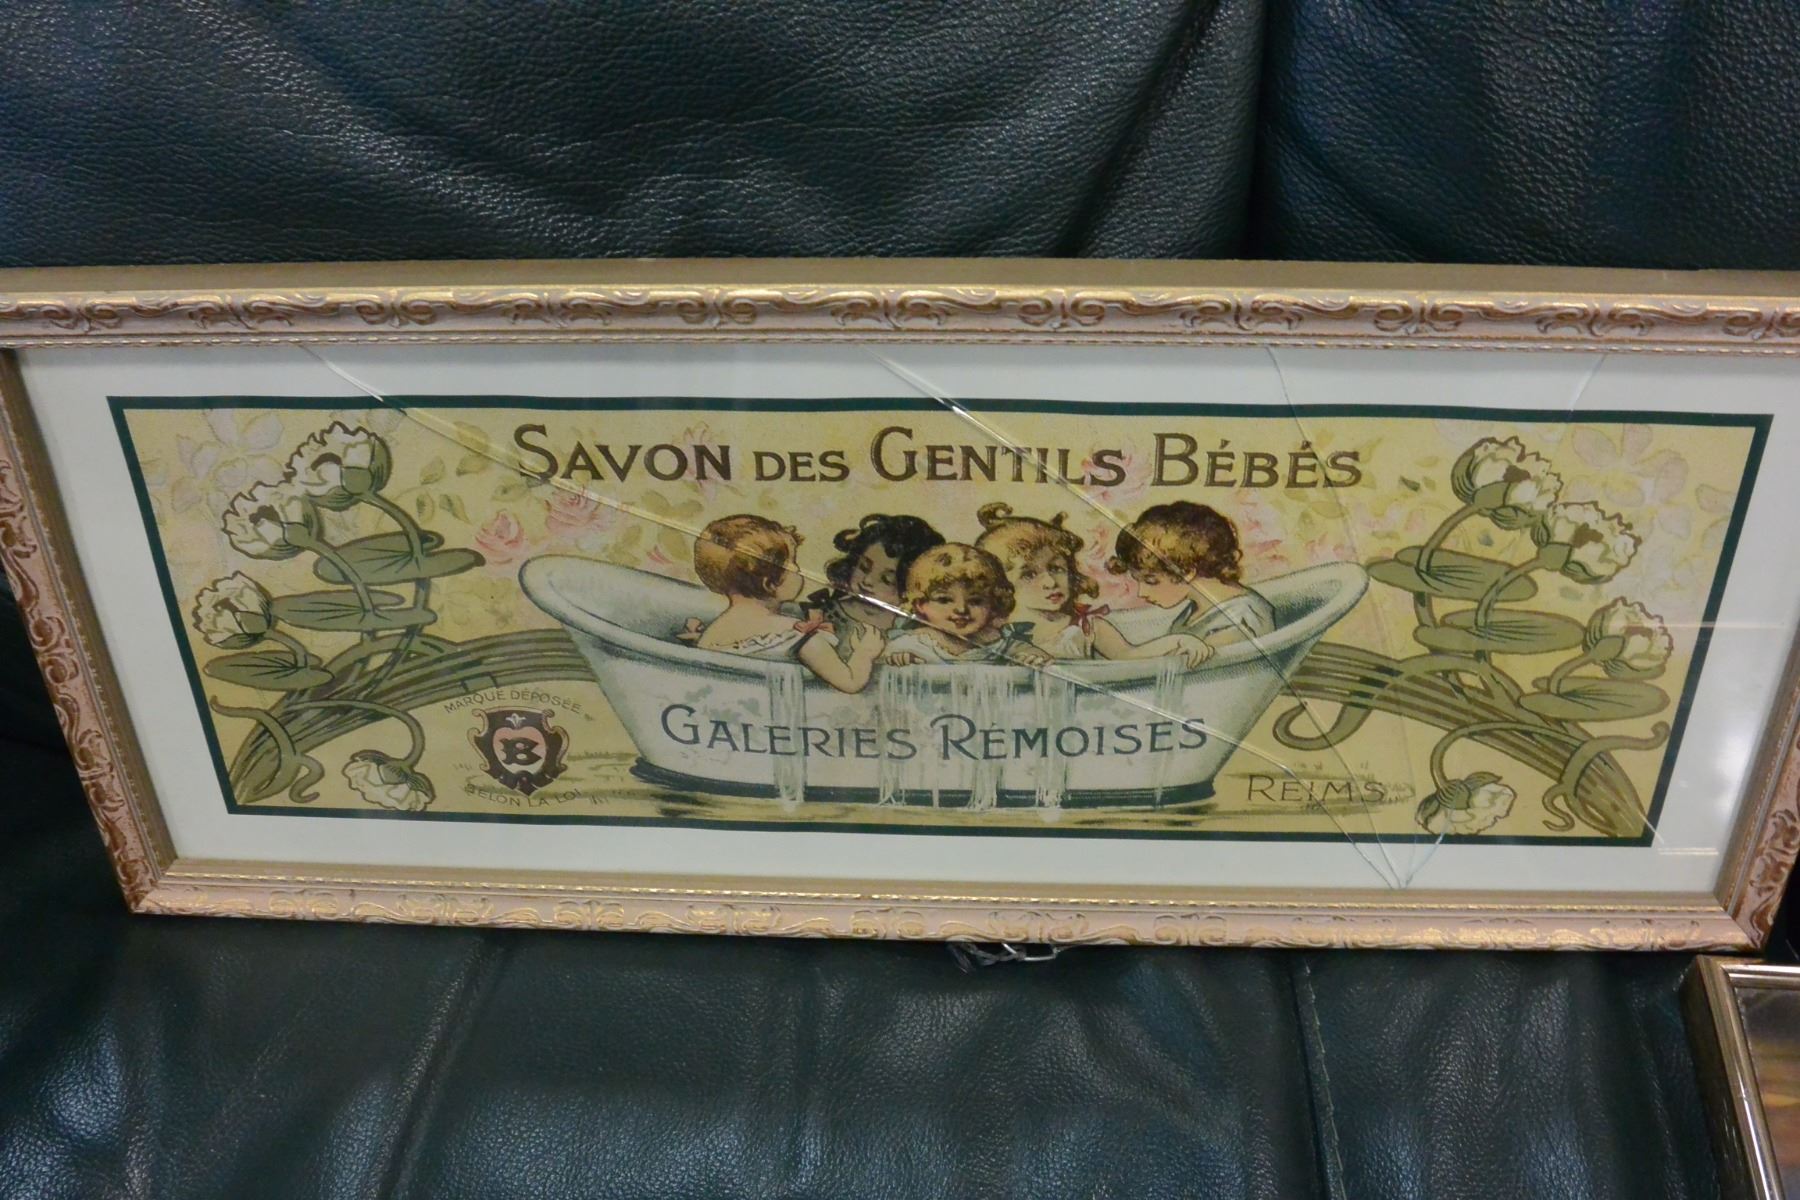 SAVON DES GENTILS BÉBÉS
GALERIES RÉMOISES
MARQUE DÉPOSÉE
B
SELON LA LOI
REIMS